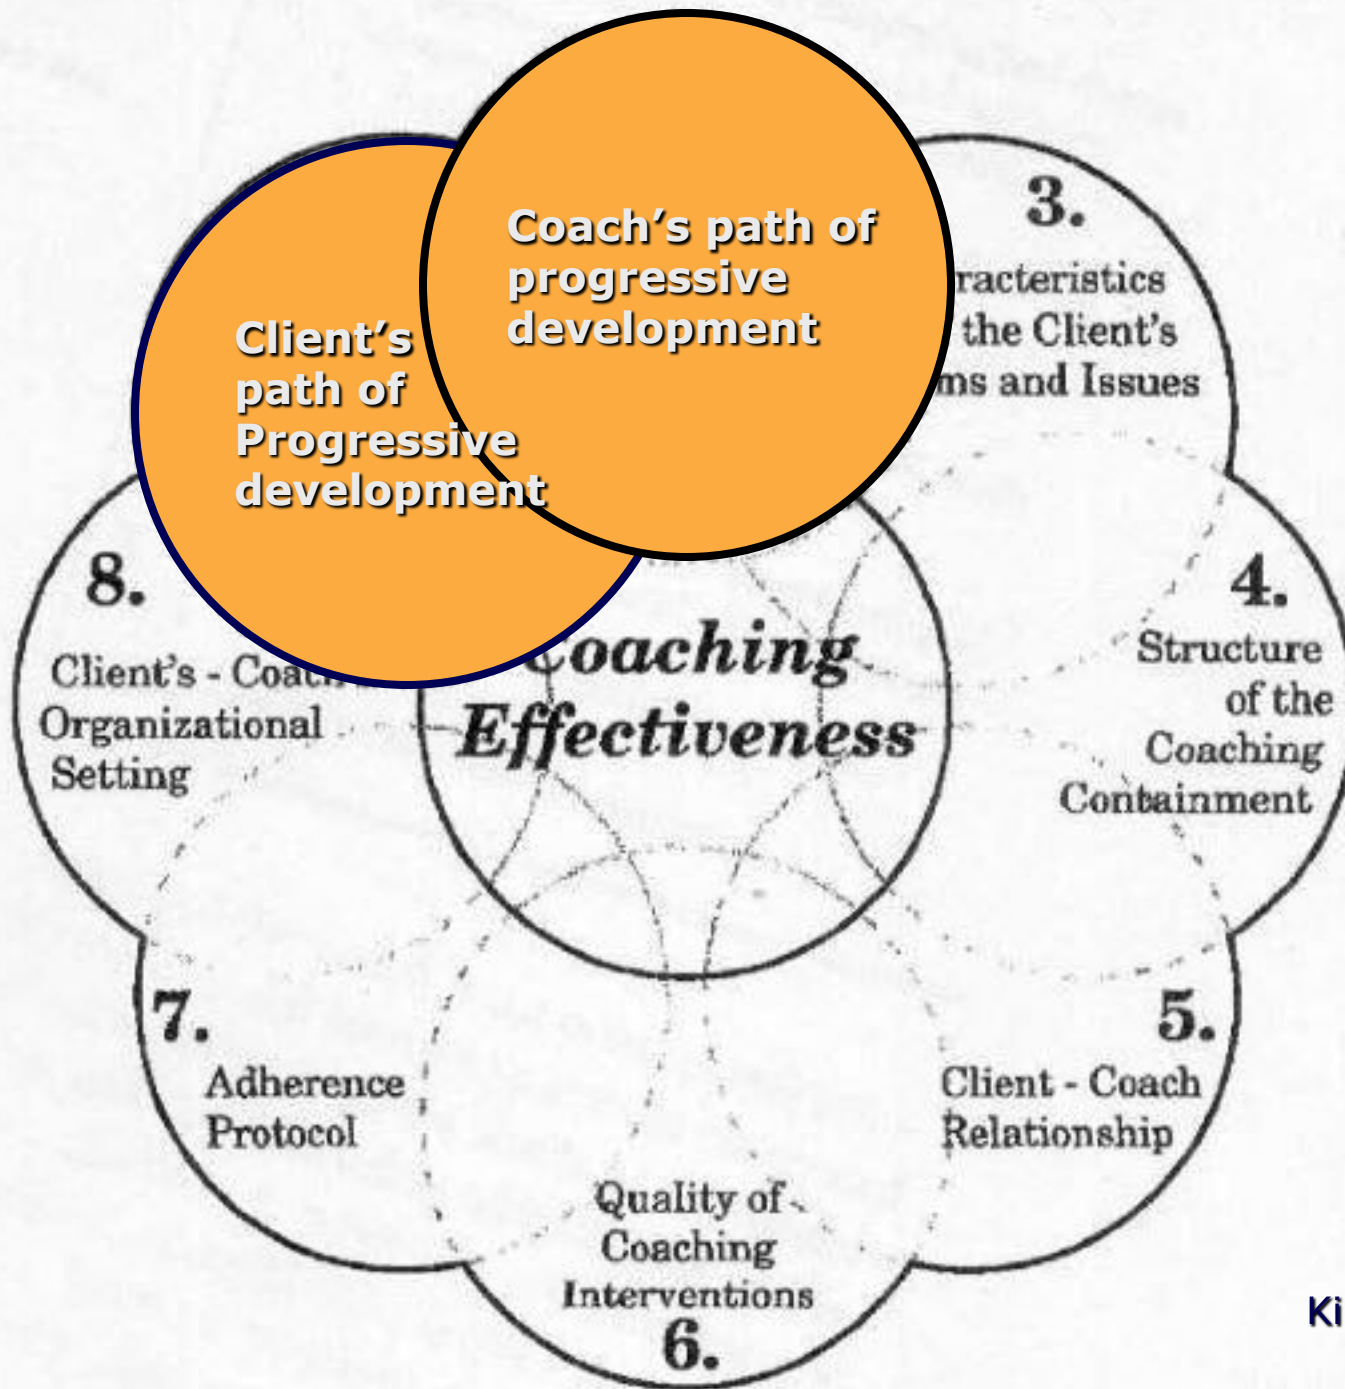 Coach’s path of
progressive
development
Client’s
path of
Progressive
development
3.
racteristics
the Client's
ms and Issues
4.
Structure
of the
Coaching
Containment
5.
Client - Coach
Relationship
Quality of
Coaching
Interventions
6.
7.
Adherence
Protocol
8.
Client's - Coach
Organizational
Setting
Coaching
Effectiveness
Ki